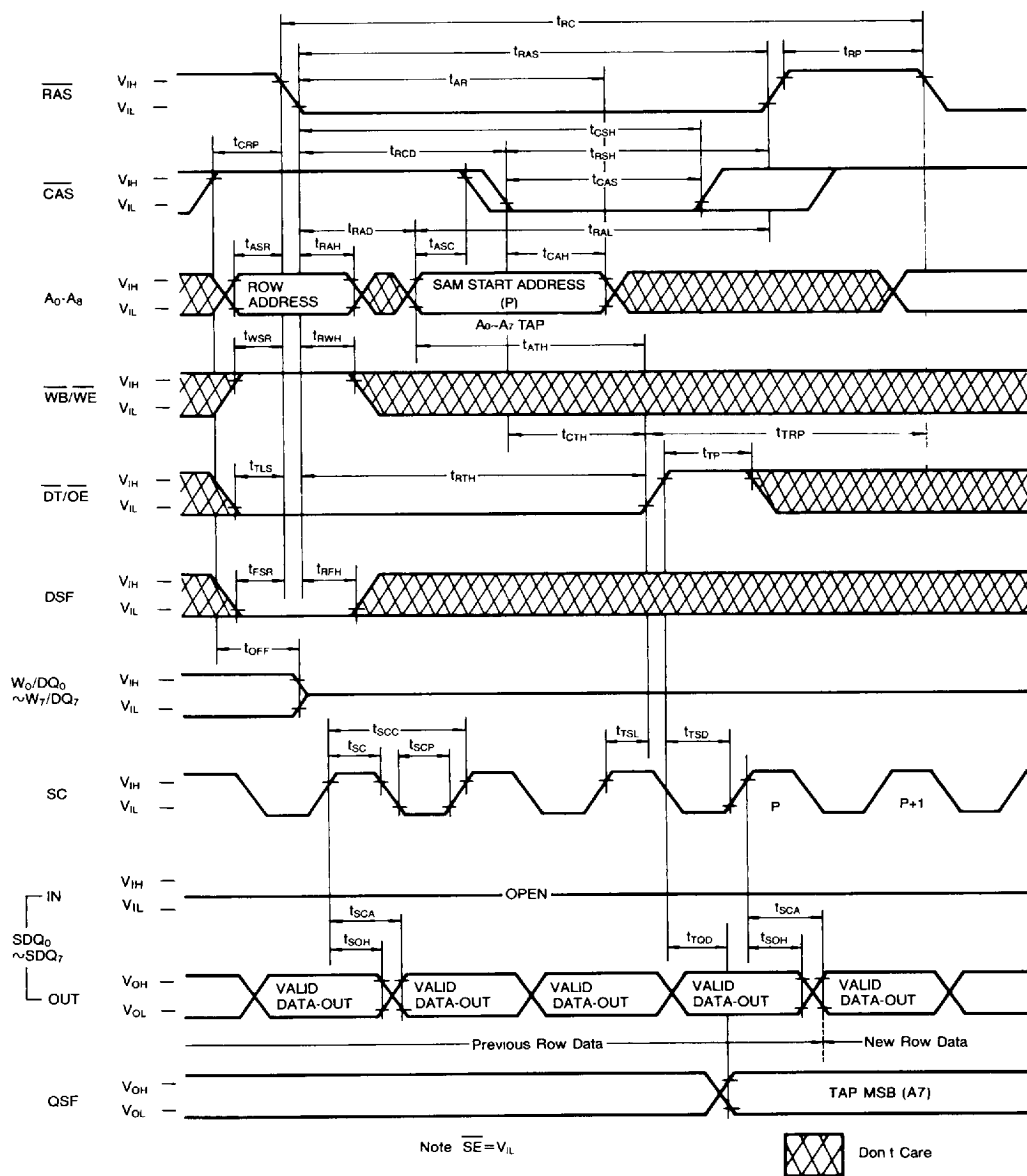 tRC
tRAS
tRP
tAR
RAS
VIH
VIL
tCSH
tCRP
tRCD
tRSH
CAS
VIH
VIL
tCAS
tRAD
tRAL
tASR
tRAH
tASC
tCAH
A0-A8
VIH
VIL
ROW
ADDRESS
SAM START ADDRESS
(P)
A0~A7 TAP
tWSR
tRWH
tATH
WB/WE
VIH
VIL
tCTH
tTRP
tTP
tTLS
tRTH
DT/OE
VIH
VIL
tFSR
tRFH
DSF
VIH
VIL
tOFF
W0/DQ0
~W7/DQ7
VIH
VIL
tSCC
tSC
tSCP
tTSL
tTSD
SC
VIH
VIL
P
P+1
IN
VIH
VIL
OPEN
SDQ0
~SDQ7
tSCA
tSOH
tTQD
tSCA
tSOH
OUT
VOH
VOL
VALID
DATA-OUT
VALID
DATA-OUT
VALID
DATA-OUT
VALID
DATA-OUT
VALID
DATA-OUT
Previous Row Data
New Row Data
QSF
VOH
VOL
TAP MSB (A7)
Note SE=VIL
Don t Care